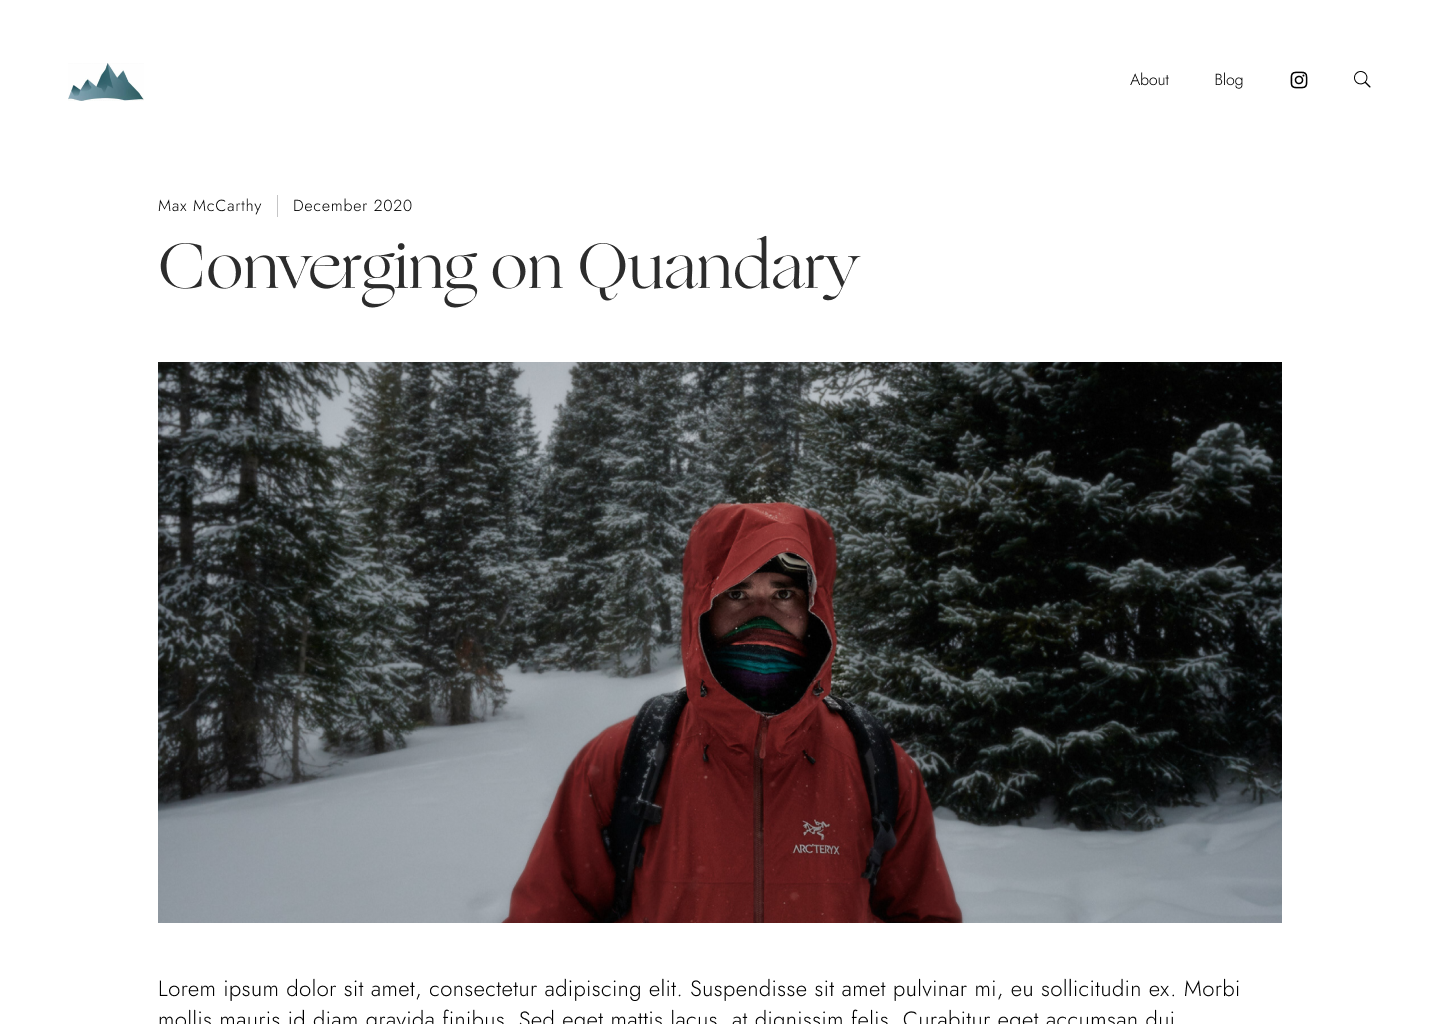 About Blog
Max McCarthy December 2020
Converging on Quandary
ARC'TERYX
Lorem ipsum dolor sit amet, consectetur adipiscing elit. Suspendisse sit amet pulvinar mi, eu sollicitudin ex. Morbi
mollis mauris id diam gravida finibus. Sed eget mattis lacus, at dignissim felis. Curabitur eget accumsan dui.